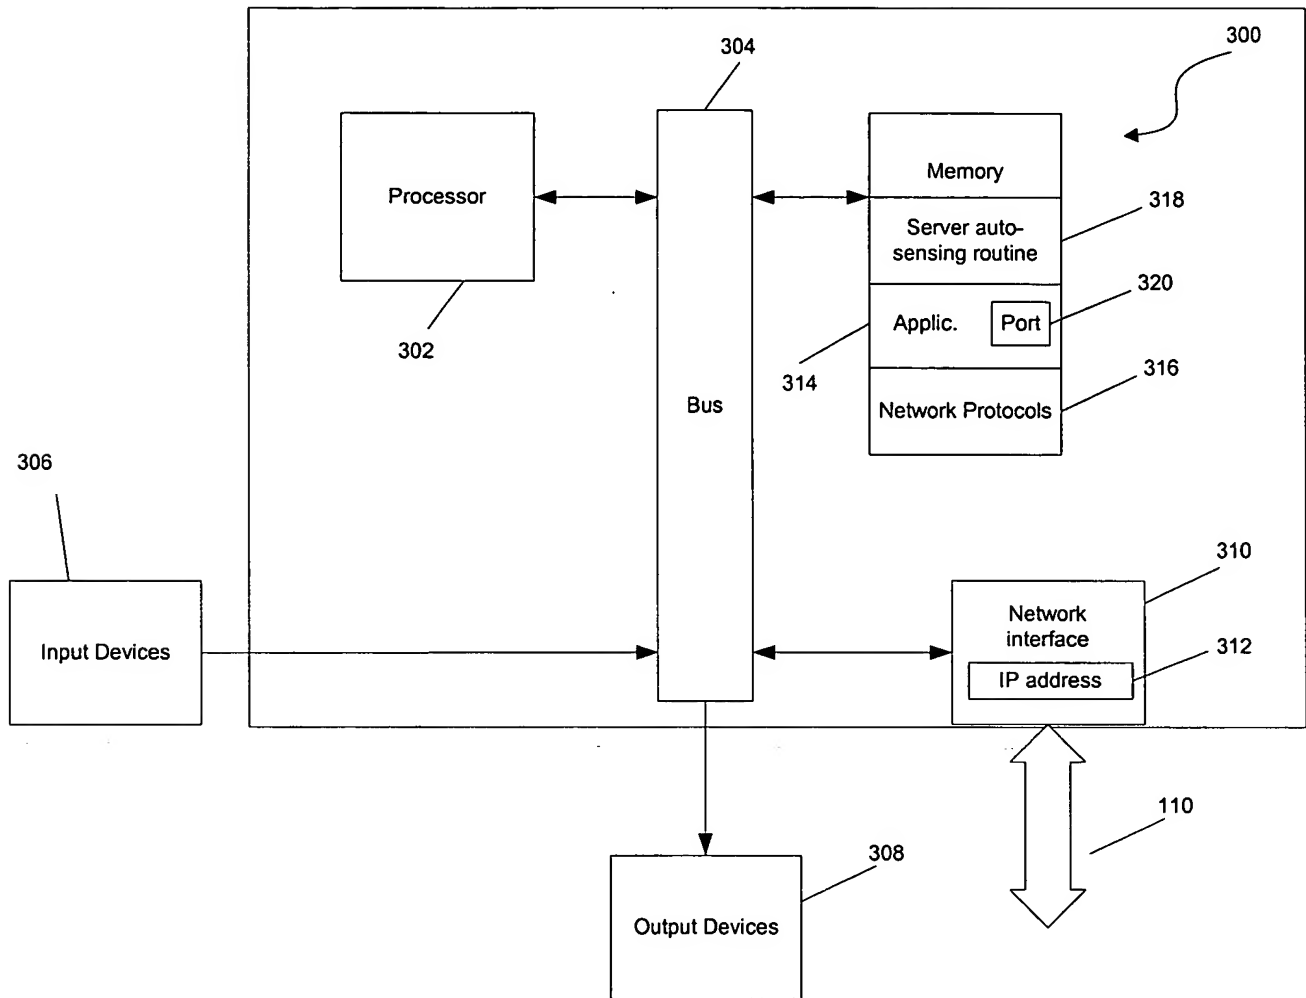 300
304
Processor
Memory
318
Server auto-
sensing routine
320
Applic.
Port
302
314
316
Bus
Network Protocols
306
310
Network
interface
Input Devices
312
IP address
110
308
Output Devices